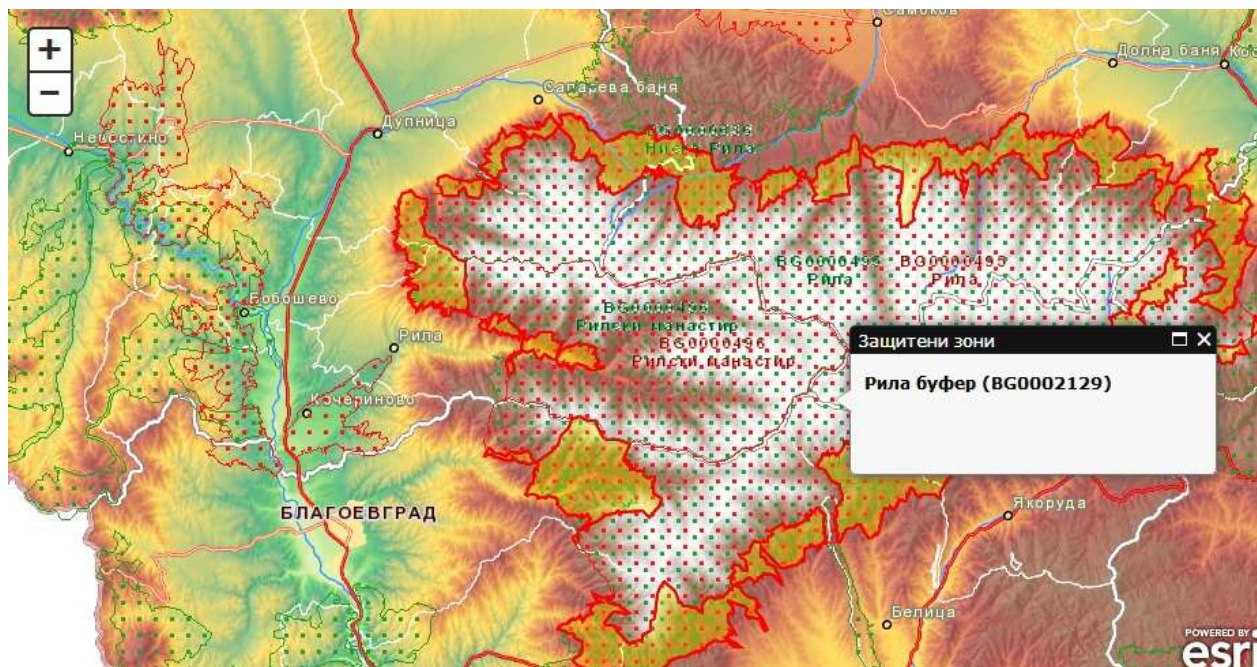 Самоков
+
Долна баня
Кос
Сапарева баня
−
Дупница
Невестино
Ниска Рила
BG0000495
Рила
BG0000495
Рила
Бобошево
BG0000496
Рилски манастир
Рила
BG0000496
Рилски манастир
Защитени зони
Рила буфер (BG0002129)
Кочериново
БЛАГОЕВГРАД
Якоруда
Белица
POWERED BY
esri